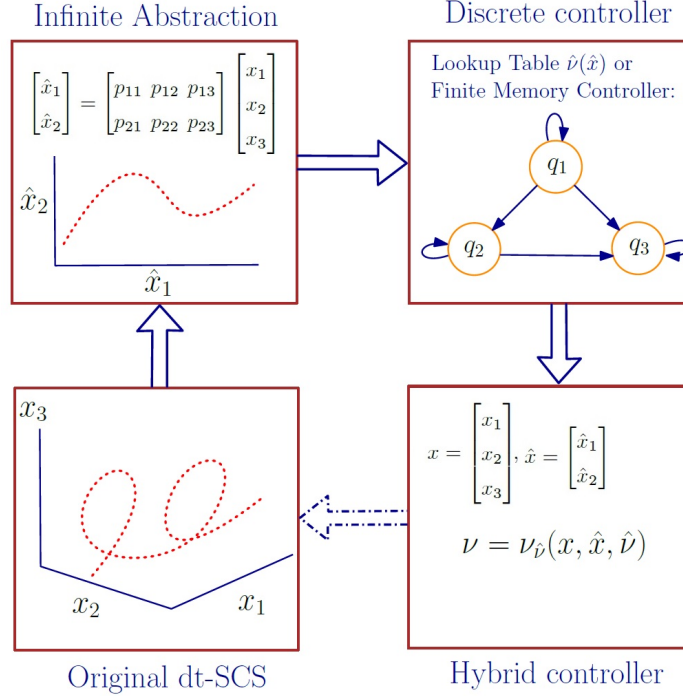 Infinite Abstraction
[x̂₁ x̂₂] = [p₁₁ p₁₂ p₁₃ p₂₁ p₂₂ p₂₃] [x₁ x₂ x₃]
x̂₂
x̂₁
Discrete controller
Lookup Table ν̂(x̂) or
Finite Memory Controller:
q₁
q₂
q₃
x₃
x₂
x₁
Original dt-SCS
x = [x₁ x₂ x₃], x̂ = [x̂₁ x̂₂]
ν = ν_ν̂(x, x̂, ν̂)
Hybrid controller